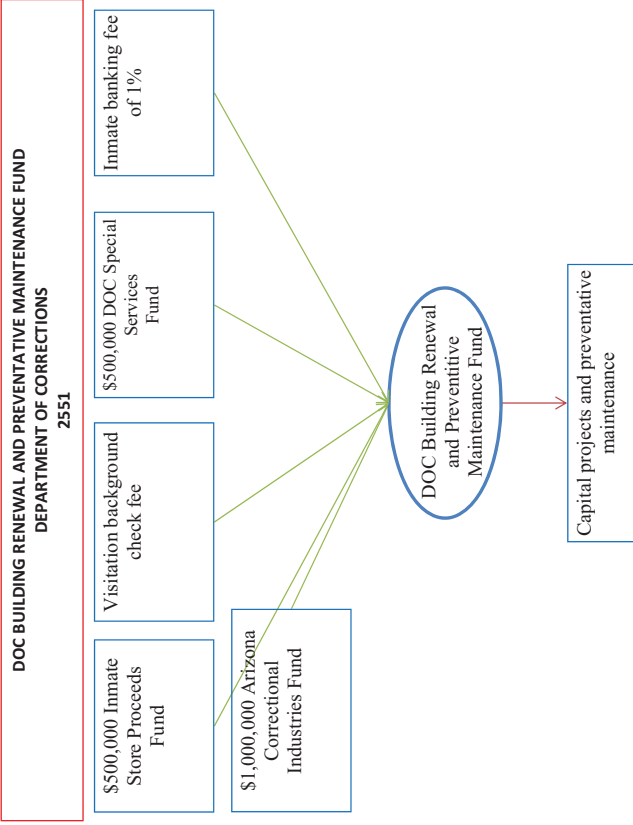 DOC BUILDING RENEWAL AND PREVENTATIVE MAINTENANCE FUND
DEPARTMENT OF CORRECTIONS
2551
$500,000 Inmate
Store Proceeds
Fund
Visitation background
check fee
$500,000 DOC Special
Services
Fund
Inmate banking fee
of 1%
$1,000,000 Arizona
Correctional
Industries Fund
DOC Building Renewal
and Preventitive
Maintenance Fund
Capital projects and preventative
maintenance